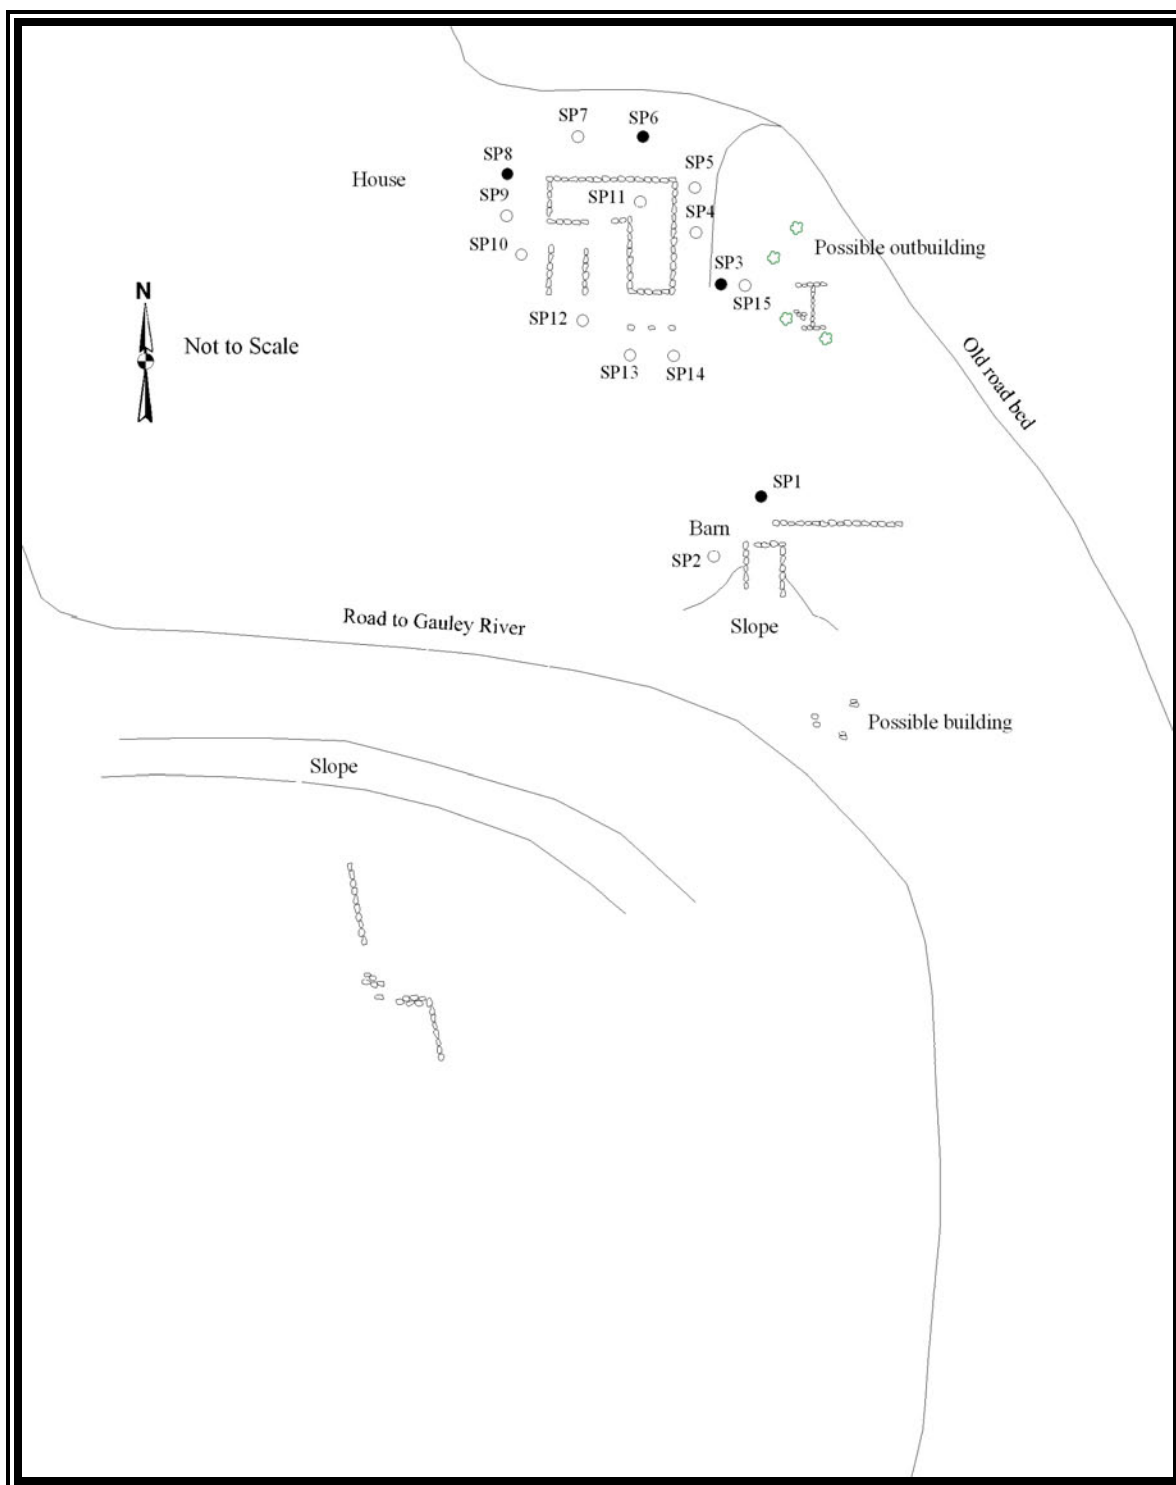 SP7
SP6
SP8
SP5
House
SP9
SP11
SP4
SP10
Possible outbuilding
SP3
N
SP15
SP12
Not to Scale
SP13
SP14
Old road bed
SP1
Barn
SP2
Road to Gauley River
Slope
Possible building
Slope